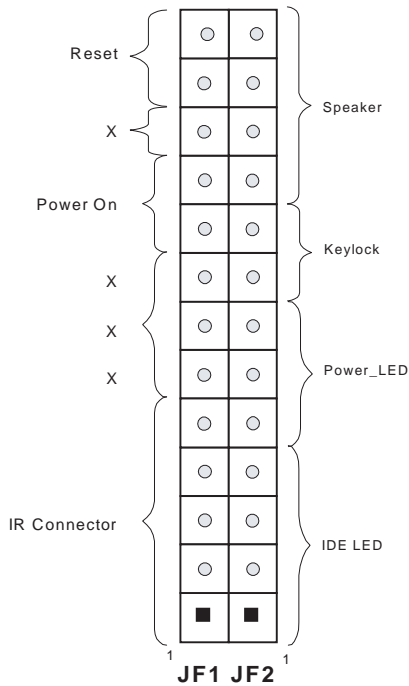 Reset
Speaker
X
Power On
Keylock
X
X
X
Power_LED
IR Connector
IDE LED
1 1
JF1 JF2